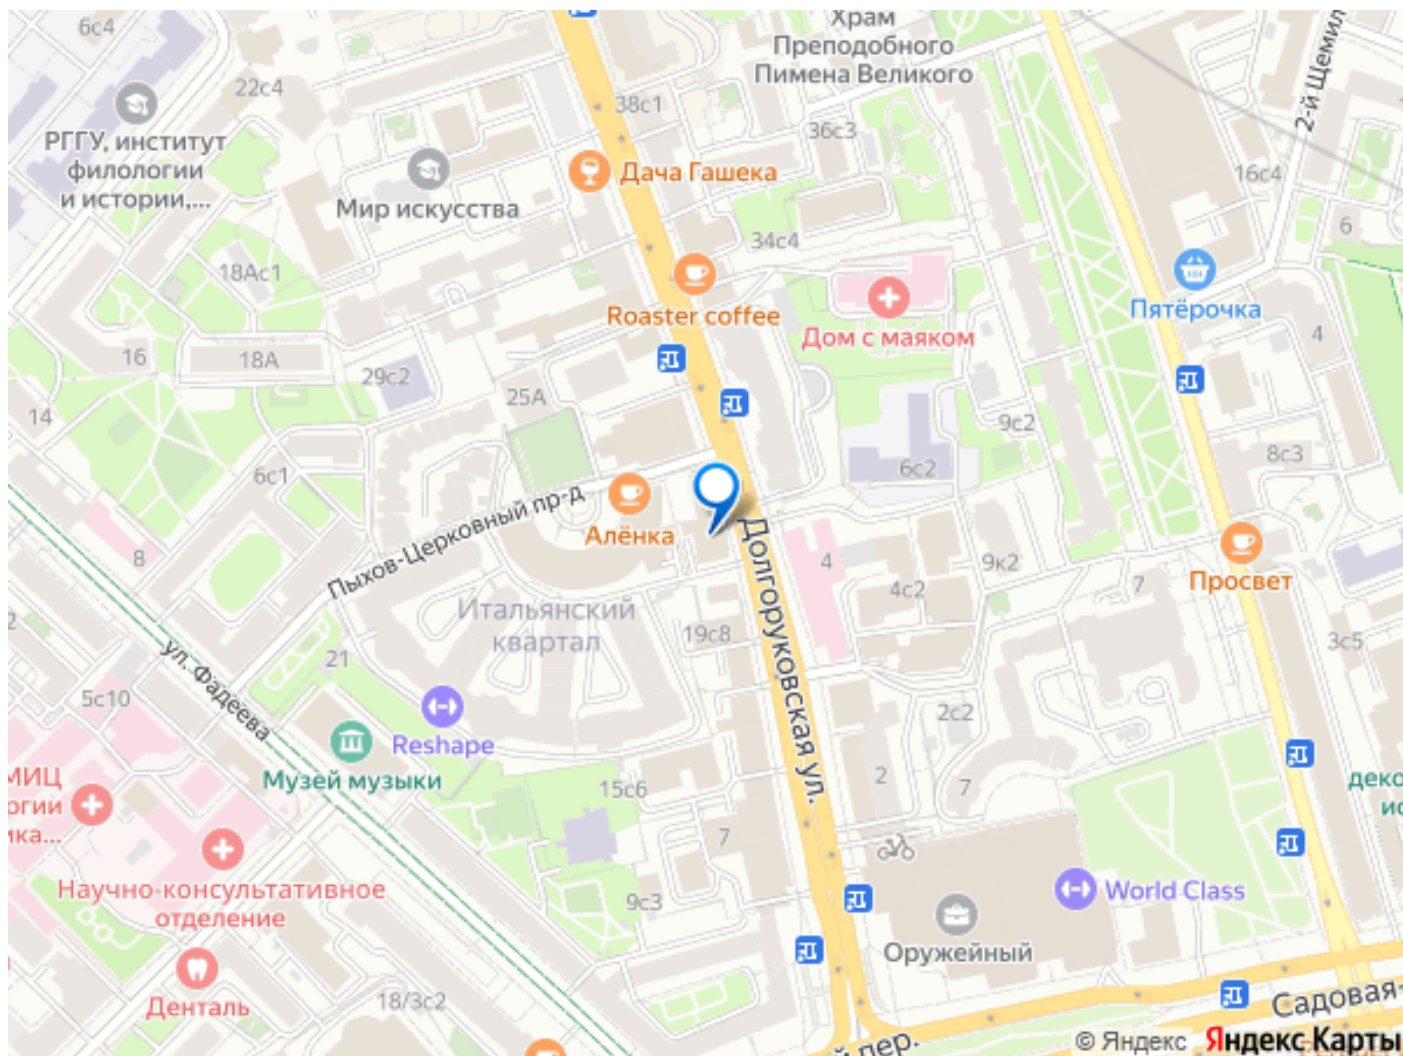 6с4
Храм
Преподобного
Пимена Великого
2-й Щемил
22с4
38с1
36с3
РГГУ, институт
филологии
и истории,...
Мир искусства
Дача Гашека
16с4
6
34с4
18Ас1
Roaster coffee
Дом с маяком
Пятёрочка
4
16
18А
29с2
25А
14
9с2
6с1
6с2
8с3
Пыхов-Церковный пр-д
Алёнка
Долгоруковская ул.
8
4
9к2
4с2
7
Просвет
2
Итальянский
квартал
19с8
3с5
21
ул. Фадеева
5с10
Reshape
2с2
Музей музыки
15с6
2
7
МИЦ
огии
ика...
деко
ис
7
Научно-консультативное
отделение
9с3
World Class
Оружейный
Денталь
18/3с2
Садовая-
й пер.
© Яндекс Яндекс Карты